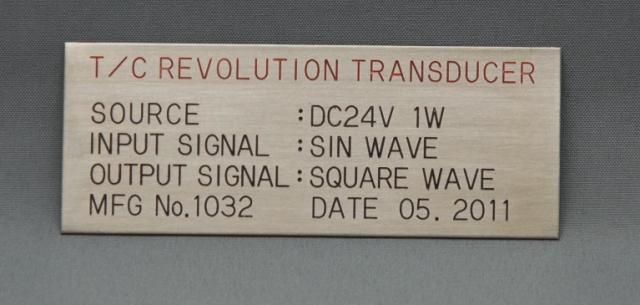 T/C REVOLUTION TRANSDUCER
SOURCE :DC24V 1W
INPUT SIGNAL :SIN WAVE
OUTPUT SIGNAL:SQUARE WAVE
MFG No.1032 DATE 05. 2011